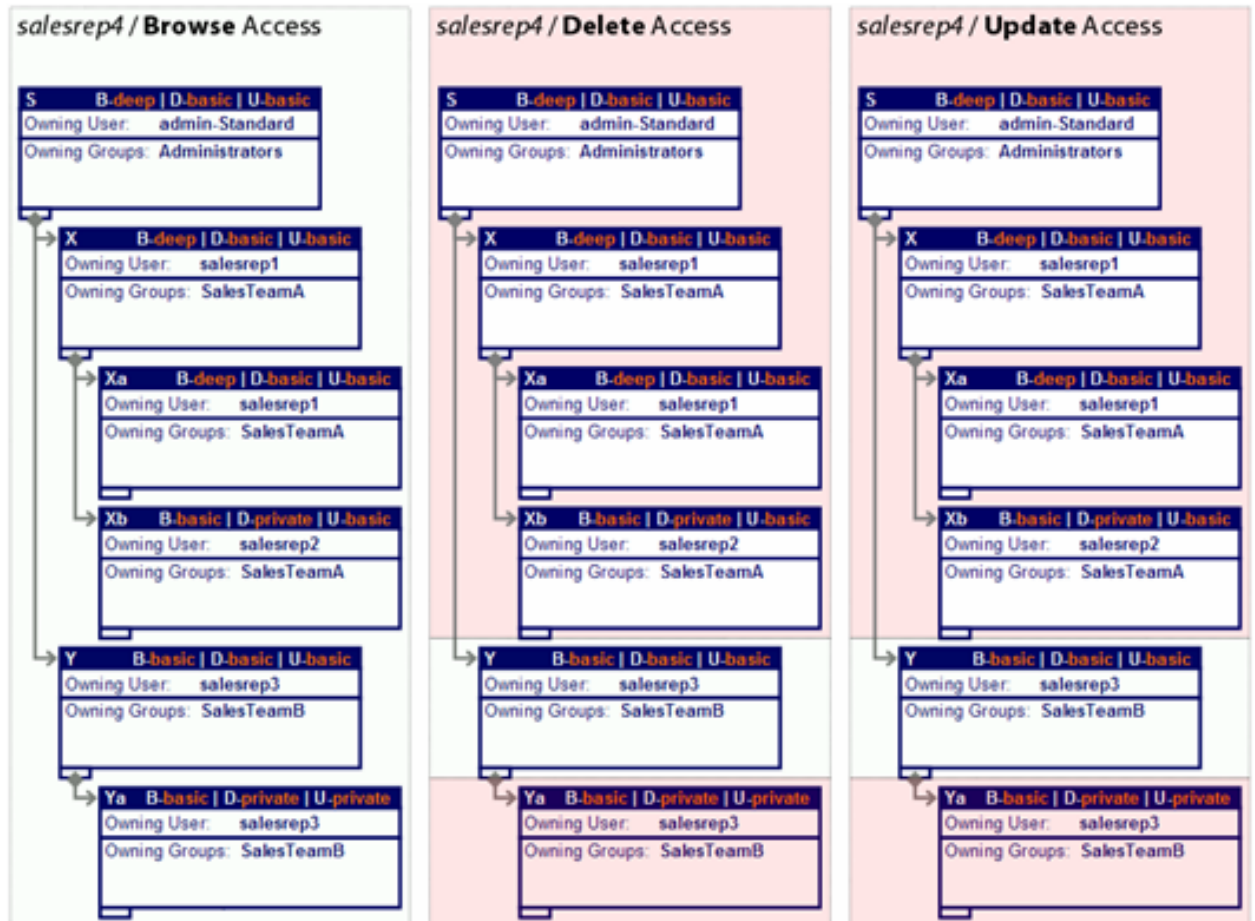 salesrep4 / Browse Access
S B-deep | D-basic | U-basic
Owning User: admin-Standard
Owning Groups: Administrators
X B-deep | D-basic | U-basic
Owning User: salesrep1
Owning Groups: SalesTeamA
Xa B-deep | D-basic | U-basic
Owning User: salesrep1
Owning Groups: SalesTeamA
Xb B-basic | D-private | U-basic
Owning User: salesrep2
Owning Groups: SalesTeamA
Y B-basic | D-basic | U-basic
Owning User: salesrep3
Owning Groups: SalesTeamB
Ya B-basic | D-private | U-private
Owning User: salesrep3
Owning Groups: SalesTeamB
salesrep4 / Delete Access
S B-deep | D-basic | U-basic
Owning User: admin-Standard
Owning Groups: Administrators
X B-deep | D-basic | U-basic
Owning User: salesrep1
Owning Groups: SalesTeamA
Xa B-deep | D-basic | U-basic
Owning User: salesrep1
Owning Groups: SalesTeamA
Xb B-basic | D-private | U-basic
Owning User: salesrep2
Owning Groups: SalesTeamA
Y B-basic | D-basic | U-basic
Owning User: salesrep3
Owning Groups: SalesTeamB
Ya B-basic | D-private | U-private
Owning User: salesrep3
Owning Groups: SalesTeamB
salesrep4 / Update Access
S B-deep | D-basic | U-basic
Owning User: admin-Standard
Owning Groups: Administrators
X B-deep | D-basic | U-basic
Owning User: salesrep1
Owning Groups: SalesTeamA
Xa B-deep | D-basic | U-basic
Owning User: salesrep1
Owning Groups: SalesTeamA
Xb B-basic | D-private | U-basic
Owning User: salesrep2
Owning Groups: SalesTeamA
Y B-basic | D-basic | U-basic
Owning User: salesrep3
Owning Groups: SalesTeamB
Ya B-basic | D-private | U-private
Owning User: salesrep3
Owning Groups: SalesTeamB